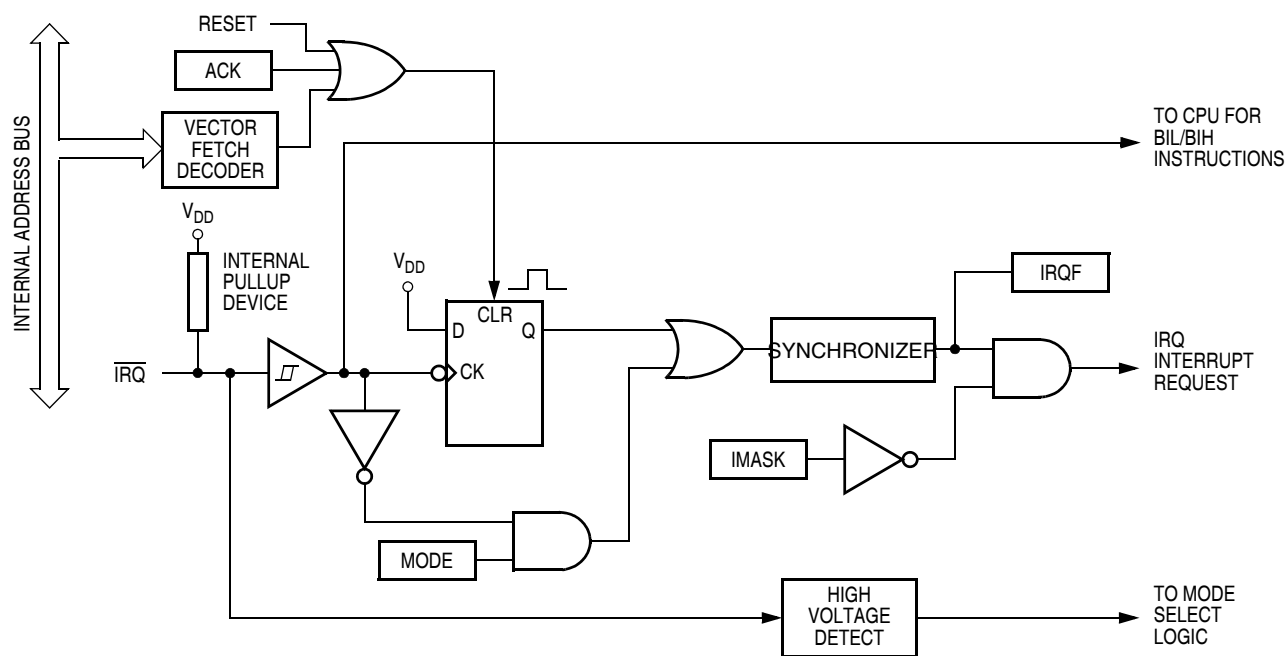 RESET
ACK
VECTOR
FETCH
DECODER
INTERNAL ADDRESS BUS
TO CPU FOR
BIL/BIH
INSTRUCTIONS
VDD
INTERNAL
PULLUP
DEVICE
VDD
CLR
D
Q
CK
IRQF
SYNCHRONIZER
IRQ
IRQ
INTERRUPT
REQUEST
IMASK
MODE
HIGH
VOLTAGE
DETECT
TO MODE
SELECT
LOGIC